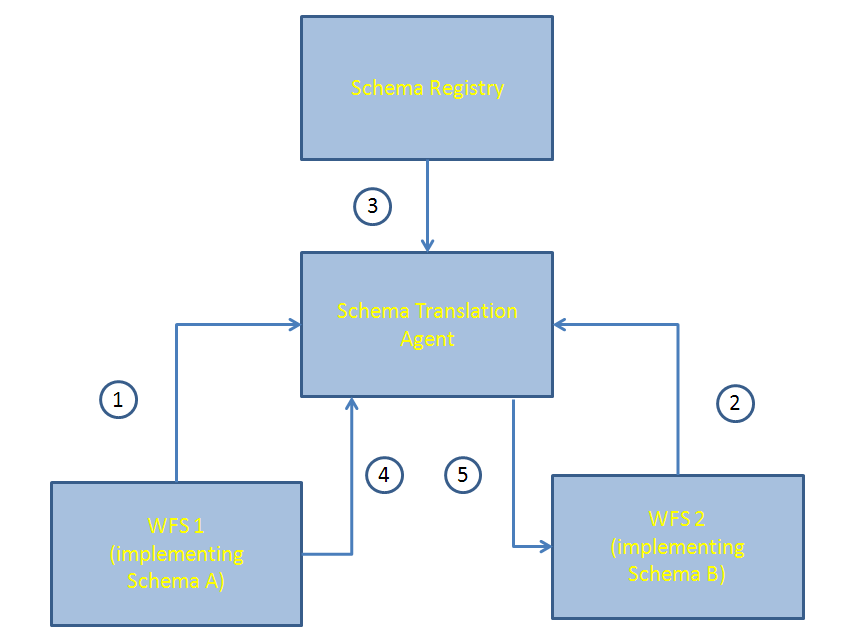 Schema Registry
3
Schema Translation
Agent
1
2
4
5
WFS 1
(implementing
Schema A)
WFS 2
(implementing
Schema B)